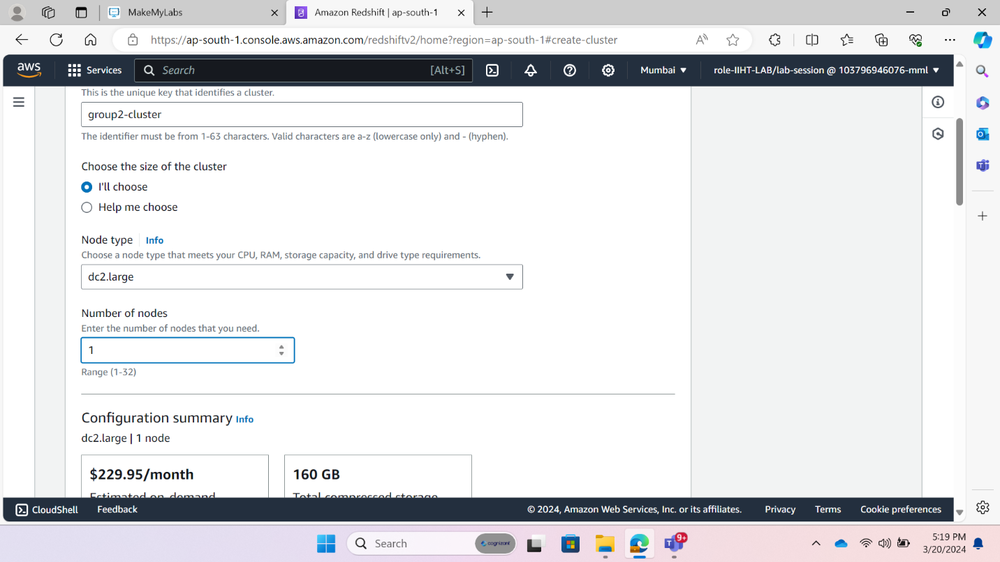 MakeMyLabs
Amazon Redshift | ap-south-1
https://ap-south-1.console.aws.amazon.com/redshiftv2/home?region=ap-south-1#create-cluster
aws
Services
Search
[Alt+S]
Mumbai
role-IIHT-LAB/lab-session @ 103796946076-mml
This is the unique key that identifies a cluster.
group2-cluster
The identifier must be from 1-63 characters. Valid characters are a-z (lowercase only) and - (hyphen).
Choose the size of the cluster
I'll choose
Help me choose
Node type Info
Choose a node type that meets your CPU, RAM, storage capacity, and drive type requirements.
dc2.large
Number of nodes
Enter the number of nodes that you need.
1
Range (1-32)
Configuration summary Info
dc2.large | 1 node
$229.95/month
160 GB
Estimated on-demand
Total compressed storage
CloudShell
Feedback
© 2024, Amazon Web Services, Inc. or its affiliates.
Privacy
Terms
Cookie preferences
Search
cognizant
9+
5:19 PM
3/20/2024